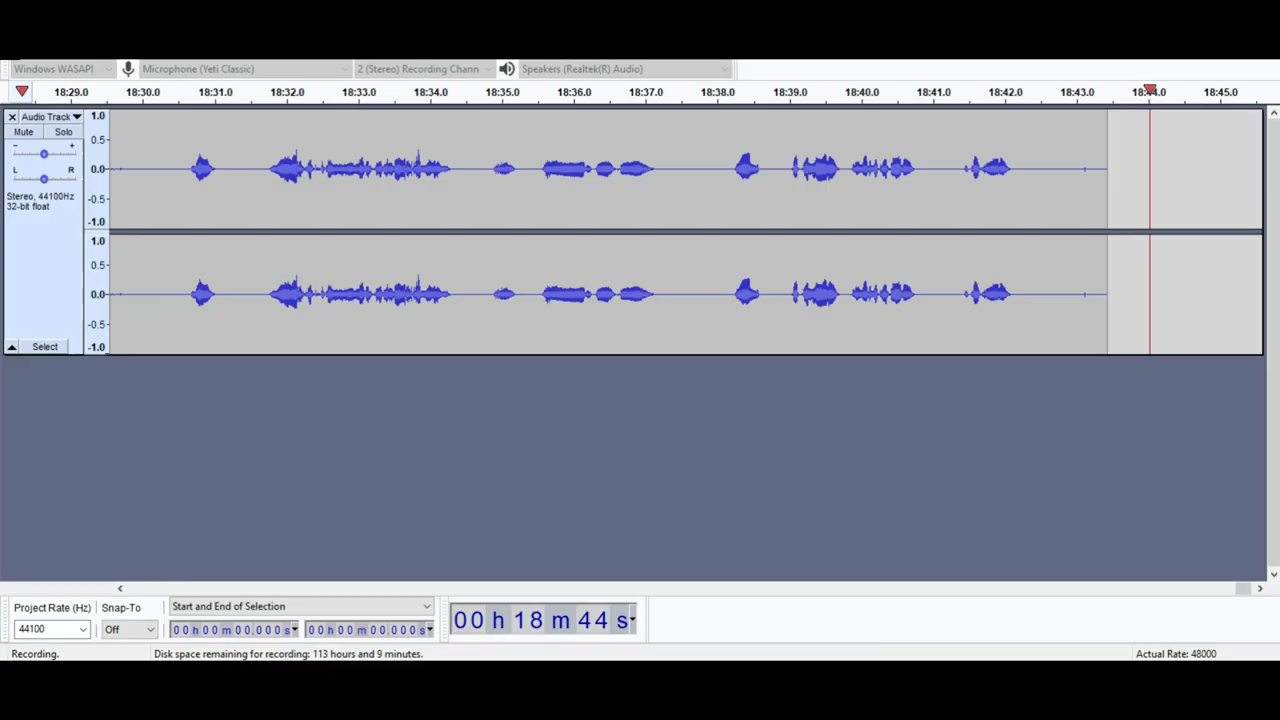 Windows WASAPI Microphone (Yeti Classic) 2 (Stereo) Recording Chann Speakers (Realtek(R) Audio)
18:29.0 18:30.0 18:31.0 18:32.0 18:33.0 18:34.0 18:35.0 18:36.0 18:37.0 18:38.0 18:39.0 18:40.0 18:41.0 18:42.0 18:43.0 18:44.0 18:45.0
Audio Track
Mute Solo
- +
L R
Stereo, 44100Hz
32-bit float
Select
1.0
0.5-
0.0-
-0.5-
-1.0
1.0
0.5-
0.0-
-0.5-
-1.0
Project Rate (Hz) Snap-To Start and End of Selection
44100 Off 00 h 00 m 00.000 s 00 h 00 m 00.000 s
00 h 18 m 44 s
Recording. Disk space remaining for recording: 113 hours and 9 minutes. Actual Rate: 48000